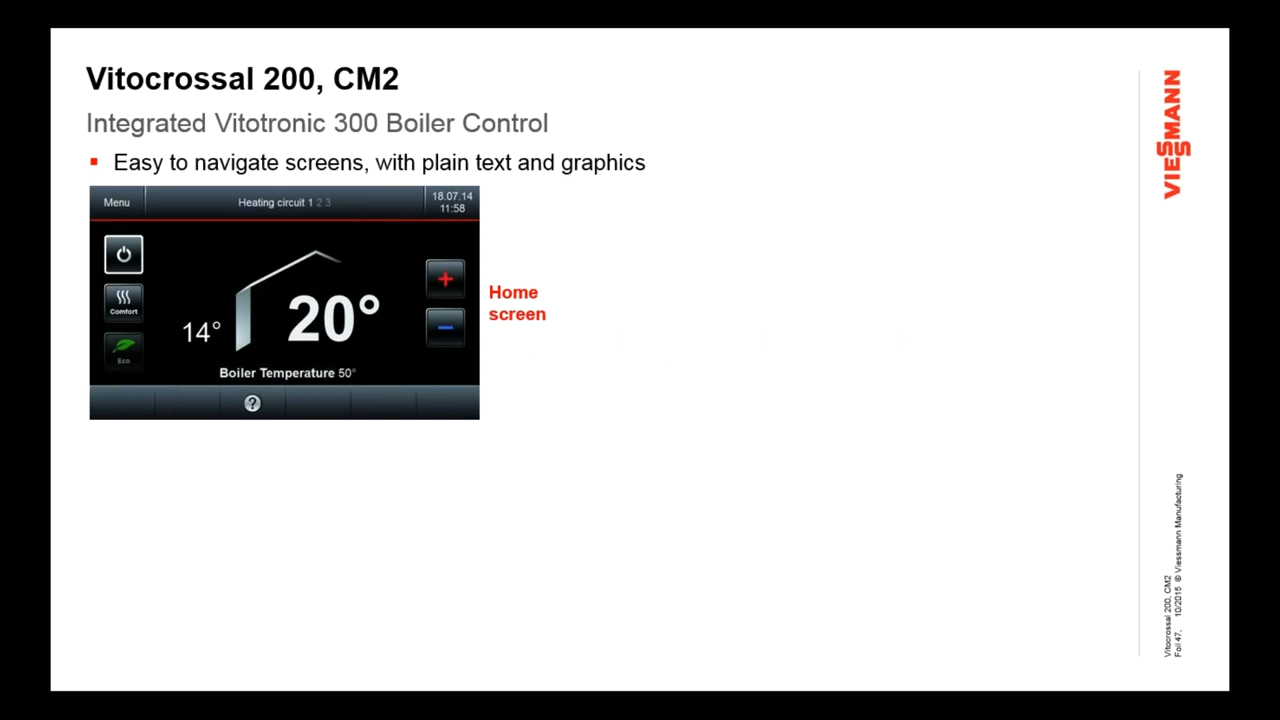 Vitocrossal 200, CM2
Integrated Vitotronic 300 Boiler Control
Easy to navigate screens, with plain text and graphics
Menu
Heating circuit 1 2 3
18.07.14
11:58
Comfort
Eco
14°
20°
+
−
Boiler Temperature 50°
?
Home
screen
VIESMANN
Vitocrossal 200, CM2
Foil 47. 10/2015 © Viessmann Manufacturing